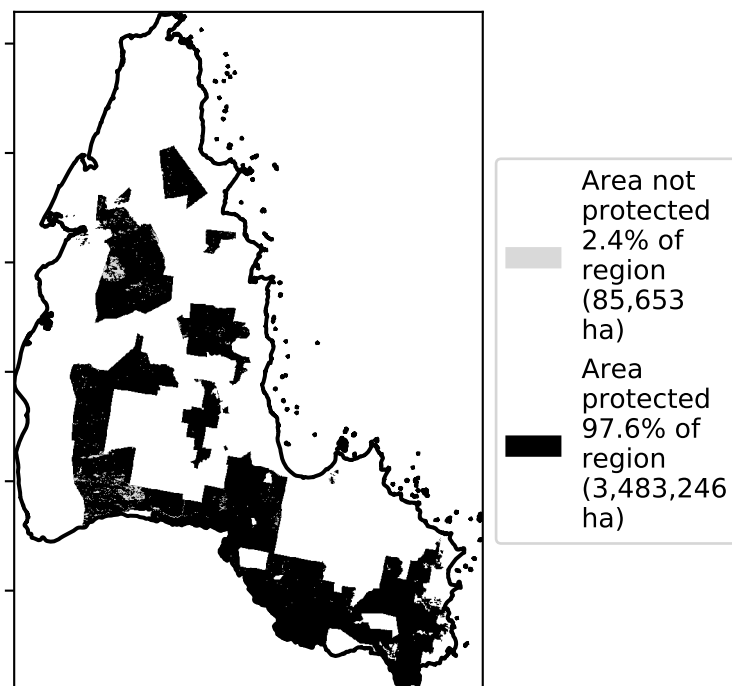 Area not
protected
2.4% of
region
(85,653
ha)
Area
protected
97.6% of
region
(3,483,246
ha)